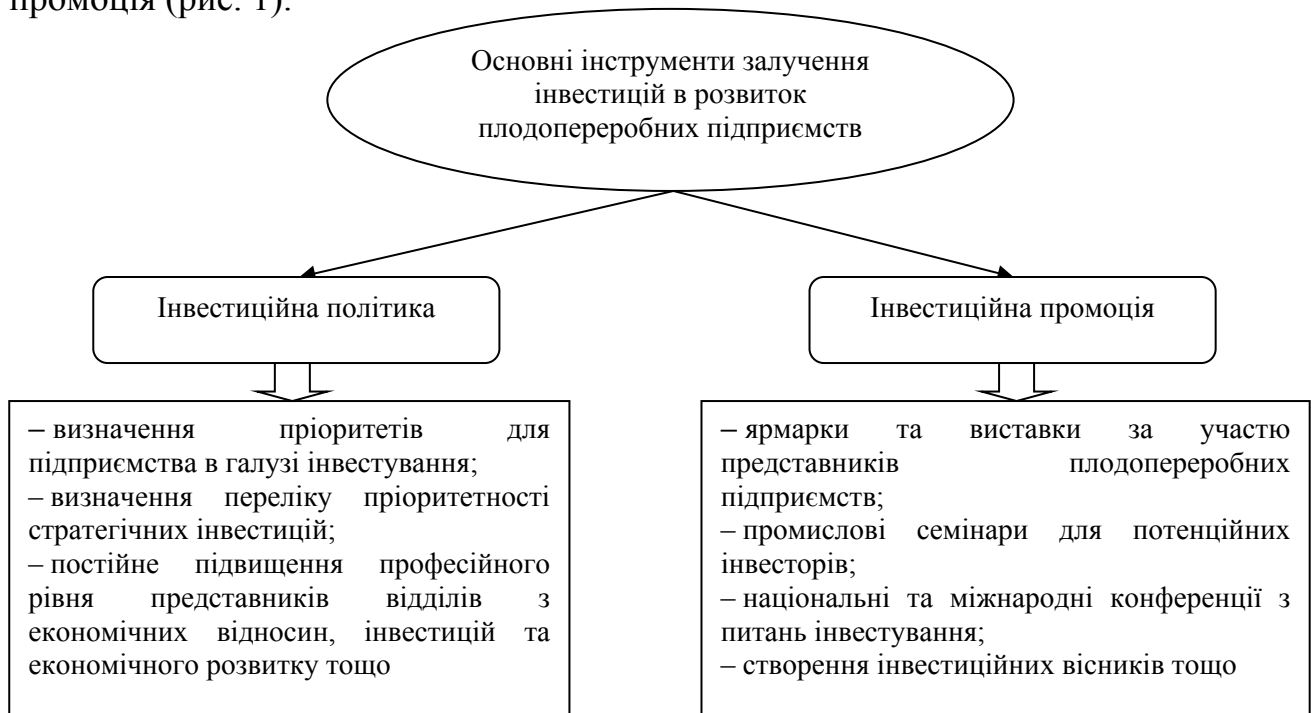 промоція (рис. 1).
Основні інструменти залучення
інвестицій в розвиток
плодопереробних підприємств
Інвестиційна політика
Інвестиційна промоція
– визначення пріоритетів для
підприємства в галузі інвестування;
– визначення переліку пріоритетності
стратегічних інвестицій;
– постійне підвищення професійного
рівня представників відділів з
економічних відносин, інвестицій та
економічного розвитку тощо
– ярмарки та виставки за участю
представників плодопереробних
підприємств;
– промислові семінари для потенційних
інвесторів;
– національні та міжнародні конференції з
питань інвестування;
– створення інвестиційних вісників тощо